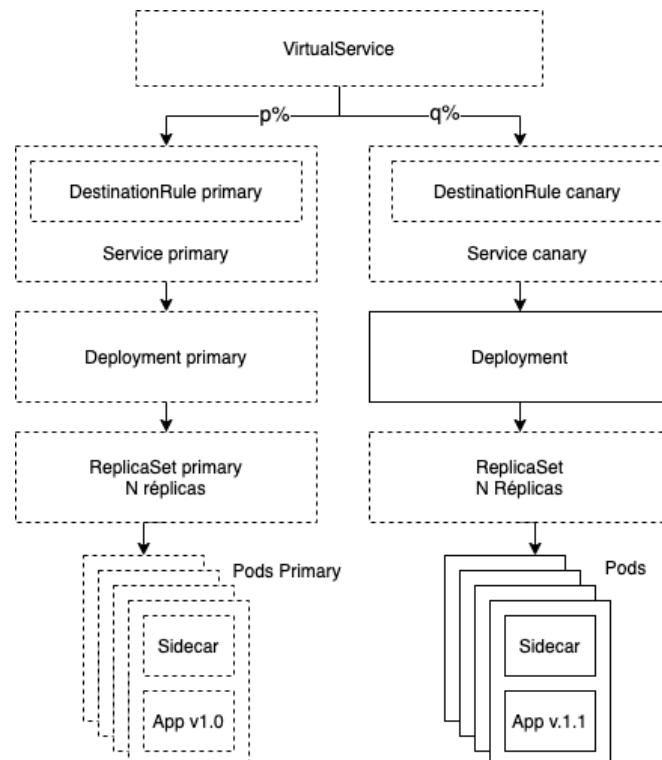 VirtualService
p%
q%
DestinationRule primary
DestinationRule canary
Service primary
Service canary
Deployment primary
Deployment
ReplicaSet primary
N réplicas
ReplicaSet
N Réplicas
Pods Primary
Pods
Sidecar
Sidecar
App v1.0
App v.1.1